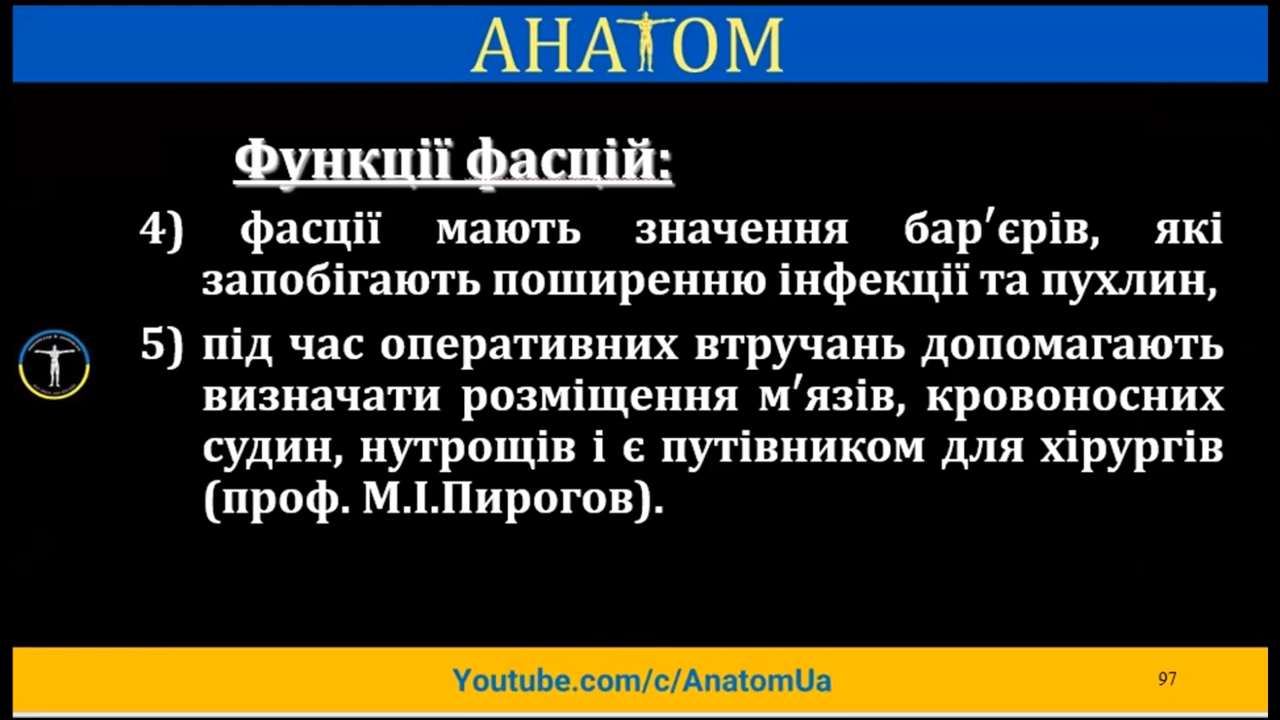 АНАТОМ
Функції фасцій:
4) фасції мають значення бар′єрів, які
запобігають поширенню інфекції та пухлин,
5) під час оперативних втручань допомагають
визначати розміщення м′язів, кровоносних
судин, нутрощів і є путівником для хірургів
(проф. М.І.Пирогов).
Youtube.com/c/AnatomUa
97